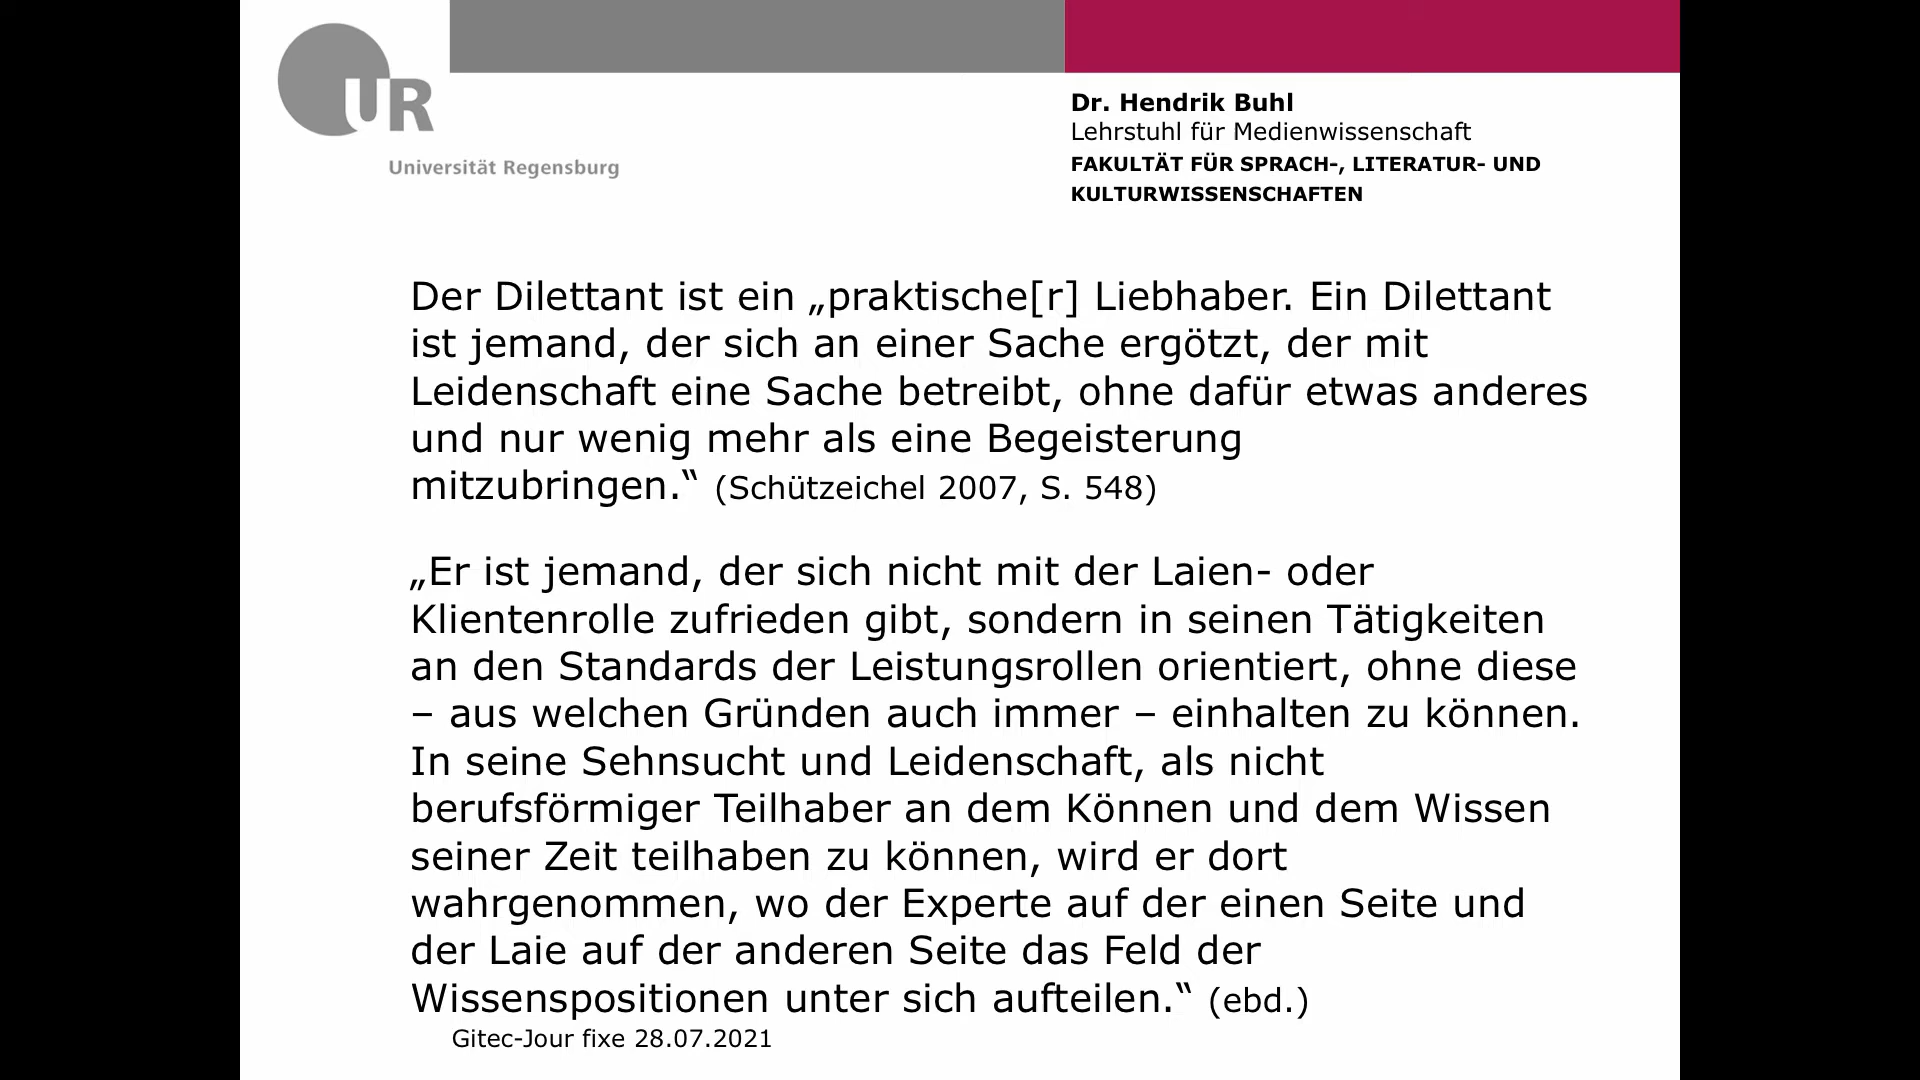 UR
Universität Regensburg
Dr. Hendrik Buhl
Lehrstuhl für Medienwissenschaft
FAKULTÄT FÜR SPRACH-, LITERATUR- UND
KULTURWISSENSCHAFTEN
Der Dilettant ist ein „praktische[r] Liebhaber. Ein Dilettant
ist jemand, der sich an einer Sache ergötzt, der mit
Leidenschaft eine Sache betreibt, ohne dafür etwas anderes
und nur wenig mehr als eine Begeisterung
mitzubringen.“ (Schützeichel 2007, S. 548)
„Er ist jemand, der sich nicht mit der Laien- oder
Klientenrolle zufrieden gibt, sondern in seinen Tätigkeiten
an den Standards der Leistungsrollen orientiert, ohne diese
– aus welchen Gründen auch immer – einhalten zu können.
In seine Sehnsucht und Leidenschaft, als nicht
berufsförmiger Teilhaber an dem Können und dem Wissen
seiner Zeit teilhaben zu können, wird er dort
wahrgenommen, wo der Experte auf der einen Seite und
der Laie auf der anderen Seite das Feld der
Wissenspositionen unter sich aufteilen.“ (ebd.)
Gitec-Jour fixe 28.07.2021